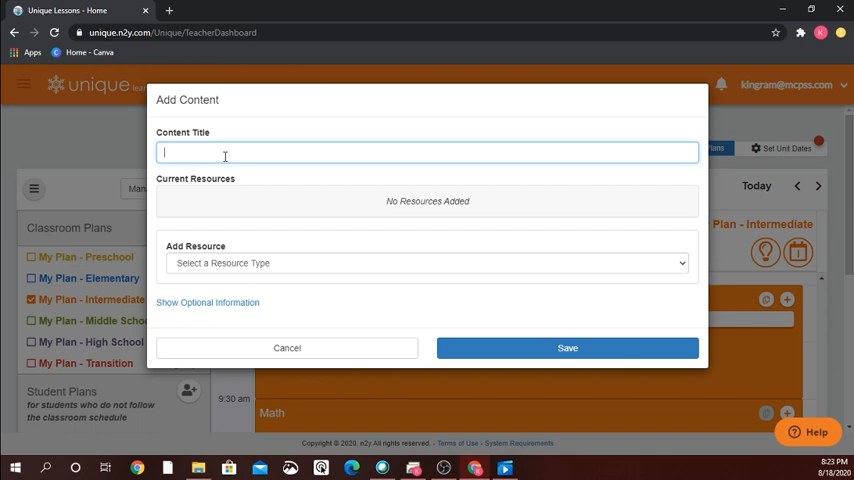 Unique Lessons - Home
unique.n2y.com/Unique/TeacherDashboard
Apps
Home - Canva
unique
kingram@mcpss.com
Add Content
Content Title
Set Unit Dates
Current Resources
No Resources Added
Today
Classroom Plans
Plan - Intermediate
Add Resource
Select a Resource Type
My Plan - Preschool
My Plan - Elementary
My Plan - Intermediate
Show Optional Information
My Plan - Middle
My Plan - High School
Cancel
Save
My Plan - Transition
Student Plans
for students who do not follow
the classroom schedule
9:30 am
Math
Help
Copyright © 2020, n2y All rights reserved. - Terms of Use - System Requirements
8:23 PM
8/18/2020